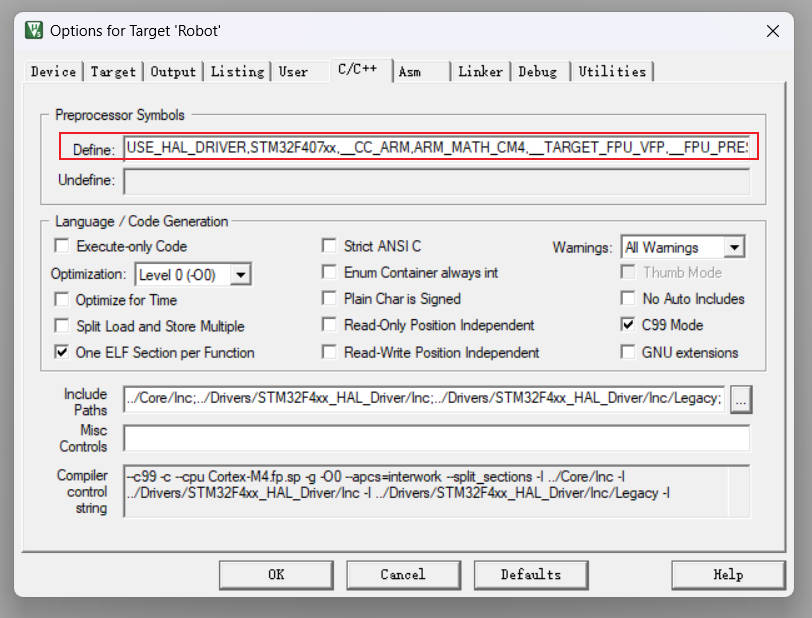 Options for Target 'Robot'
Device Target Output Listing User C/C++ Asm Linker Debug Utilities
Preprocessor Symbols
Define: USE_HAL_DRIVER,STM32F407xx,__CC_ARM,ARM_MATH_CM4,__TARGET_FPU_VFP,__FPU_PRES
Undefine:
Language / Code Generation
Execute-only Code Strict ANSI C Warnings: All Warnings
Optimization: Level 0 (-O0) Enum Container always int Thumb Mode
Optimize for Time Plain Char is Signed No Auto Includes
Split Load and Store Multiple Read-Only Position Independent C99 Mode
One ELF Section per Function Read-Write Position Independent GNU extensions
Include Paths ../Core/Inc;../Drivers/STM32F4xx_HAL_Driver/Inc;../Drivers/STM32F4xx_HAL_Driver/Inc/Legacy; ...
Misc Controls
Compiler control string --c99 -c --cpu Cortex-M4.fp.sp -g -O0 --apcs=interwork --split_sections -I ../Core/Inc -I
../Drivers/STM32F4xx_HAL_Driver/Inc -I ../Drivers/STM32F4xx_HAL_Driver/Inc/Legacy -I
OK Cancel Defaults Help